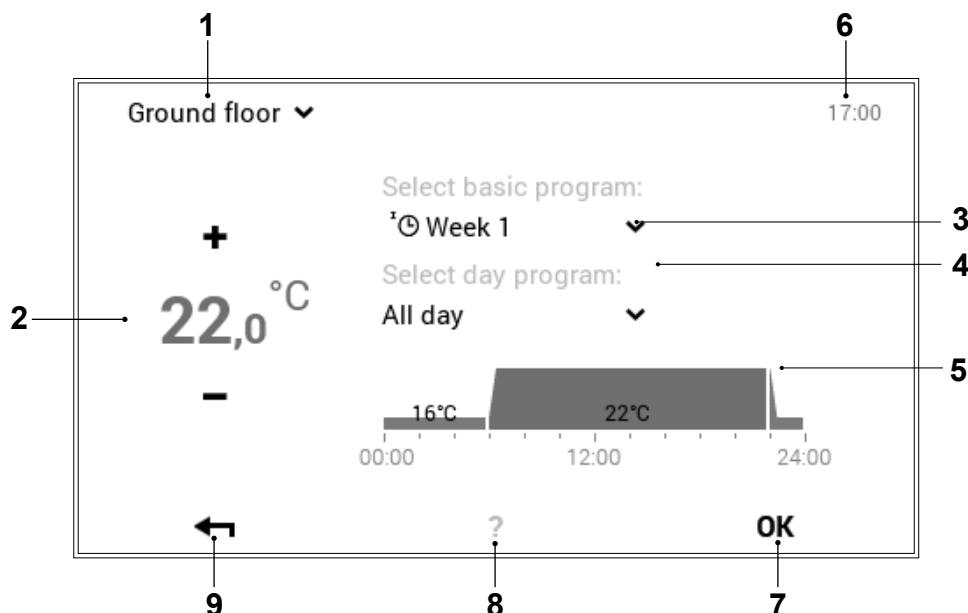 1
6
Ground floor
17:00
Select basic program:
Week 1
3
Select day program:
4
+
22,0 °C
2
All day
5
−
16°C 22°C
00:00 12:00 24:00
? OK
9 8 7